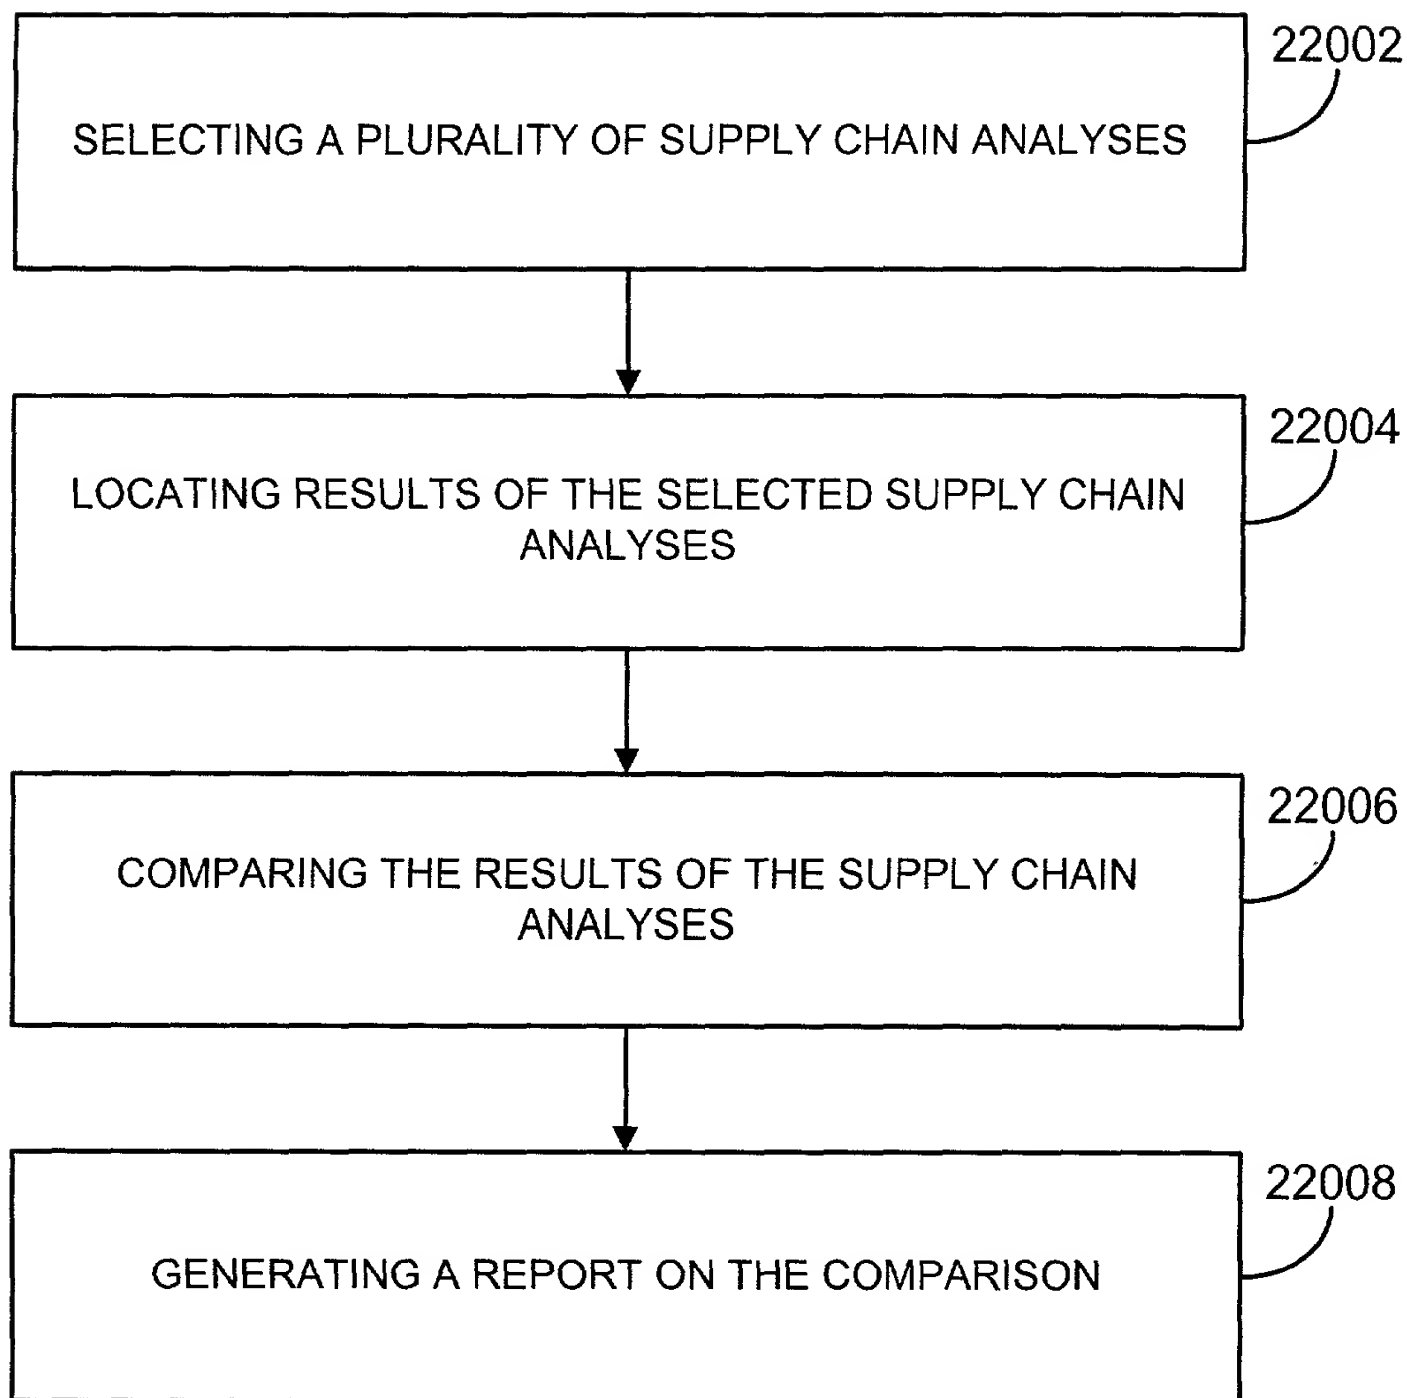 22002
SELECTING A PLURALITY OF SUPPLY CHAIN ANALYSES
22004
LOCATING RESULTS OF THE SELECTED SUPPLY CHAIN
ANALYSES
22006
COMPARING THE RESULTS OF THE SUPPLY CHAIN
ANALYSES
22008
GENERATING A REPORT ON THE COMPARISON